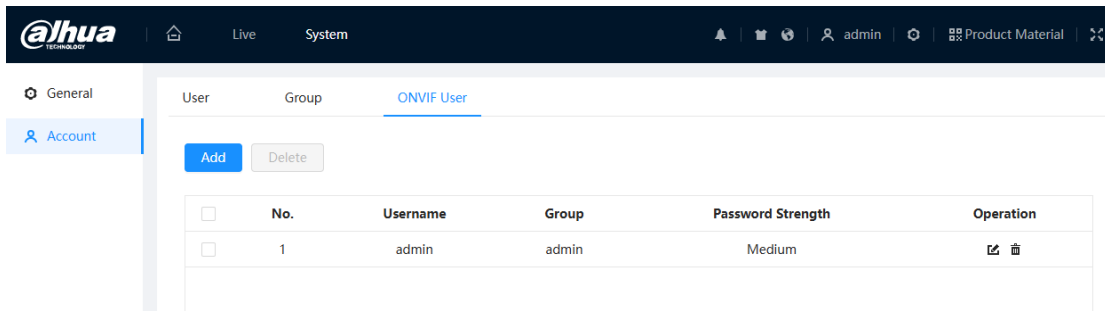 alhua
TECHNOLOGY
Live System admin Product Material
General
Account
User Group ONVIF User
Add Delete
No. Username Group Password Strength Operation
1 admin admin Medium